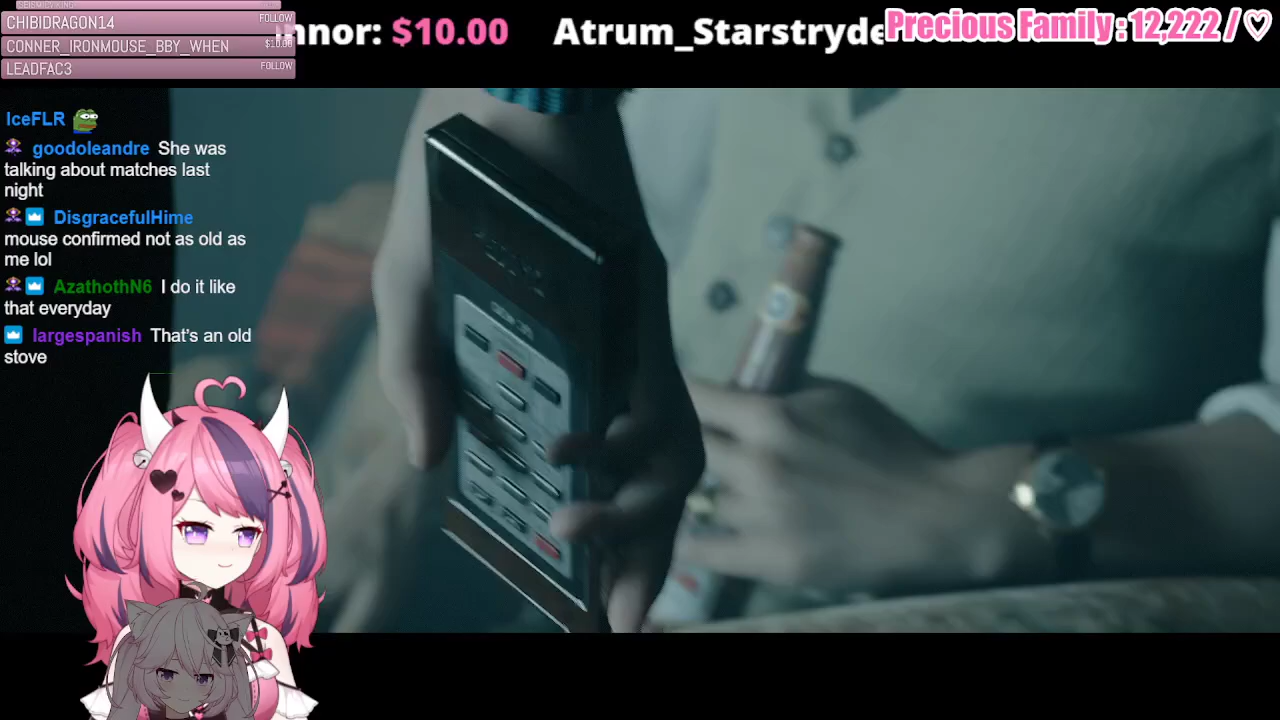 CHIBIDRAGON14 FOLLOW
CONNER_IRONMOUSE_BBY_WHEN $10.00
LEADFAC3 FOLLOW
nnor: $10.00 Atrum_Starstryde
Precious Family : 12,222 / ♡
IceFLR
goodoleandre She was
talking about matches last
night
DisgracefulHime
mouse confirmed not as old as
me lol
AzathothN6 I do it like
that everyday
largespanish That's an old
stove